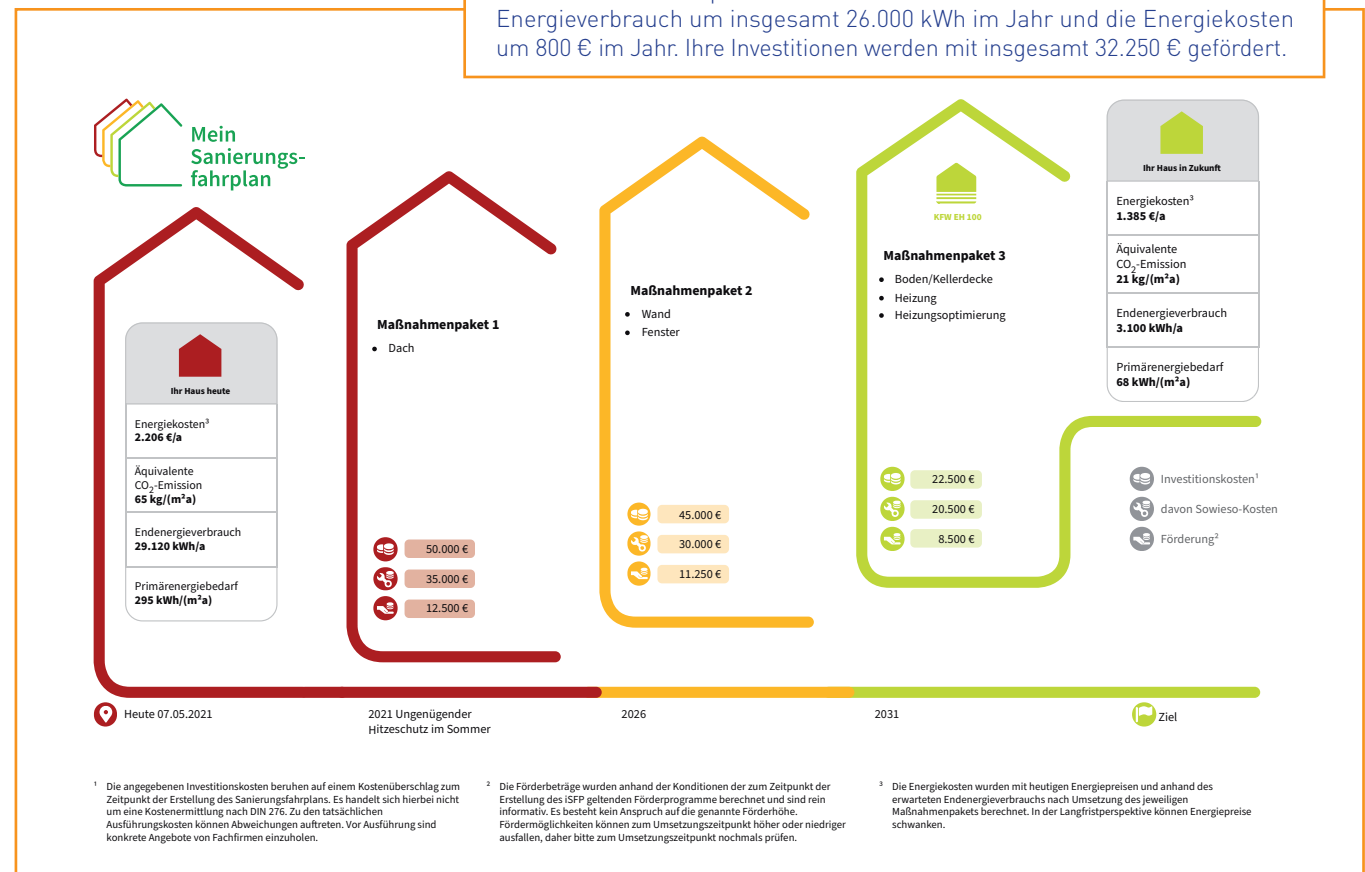 Energieverbrauch um insgesamt 26.000 kWh im Jahr und die Energiekosten
um 800 € im Jahr. Ihre Investitionen werden mit insgesamt 32.250 € gefördert.
Mein
Sanierungs-
fahrplan
Ihr Haus heute
Energiekosten³
2.206 €/a
Äquivalente
CO₂-Emission
65 kg/(m²a)
Endenergieverbrauch
29.120 kWh/a
Primärenergiebedarf
295 kWh/(m²a)
Maßnahmenpaket 1
• Dach
50.000 €
35.000 €
12.500 €
Maßnahmenpaket 2
• Wand
• Fenster
45.000 €
30.000 €
11.250 €
KFW EH 100
Maßnahmenpaket 3
• Boden/Kellerdecke
• Heizung
• Heizungsoptimierung
22.500 €
20.500 €
8.500 €
Ihr Haus in Zukunft
Energiekosten³
1.385 €/a
Äquivalente
CO₂-Emission
21 kg/(m²a)
Endenergieverbrauch
3.100 kWh/a
Primärenergiebedarf
68 kWh/(m²a)
Investitionskosten¹
davon Sowieso-Kosten
Förderung²
Heute 07.05.2021
2021 Ungenügender
Hitzeschutz im Sommer
2026
2031
Ziel
¹ Die angegebenen Investitionskosten beruhen auf einem Kostenüberschlag zum
Zeitpunkt der Erstellung des Sanierungsfahrplans. Es handelt sich hierbei nicht
um eine Kostenermittlung nach DIN 276. Zu den tatsächlichen
Ausführungskosten können Abweichungen auftreten. Vor Ausführung sind
konkrete Angebote von Fachfirmen einzuholen.
² Die Förderbeträge wurden anhand der Konditionen der zum Zeitpunkt der
Erstellung des iSFP geltenden Förderprogramme berechnet und sind rein
informativ. Es besteht kein Anspruch auf die genannte Förderhöhe.
Fördermöglichkeiten können zum Umsetzungszeitpunkt höher oder niedriger
ausfallen, daher bitte zum Umsetzungszeitpunkt nochmals prüfen.
³ Die Energiekosten wurden mit heutigen Energiepreisen und anhand des
erwarteten Endenergieverbrauchs nach Umsetzung des jeweiligen
Maßnahmenpakets berechnet. In der Langfristperspektive können Energiepreise
schwanken.